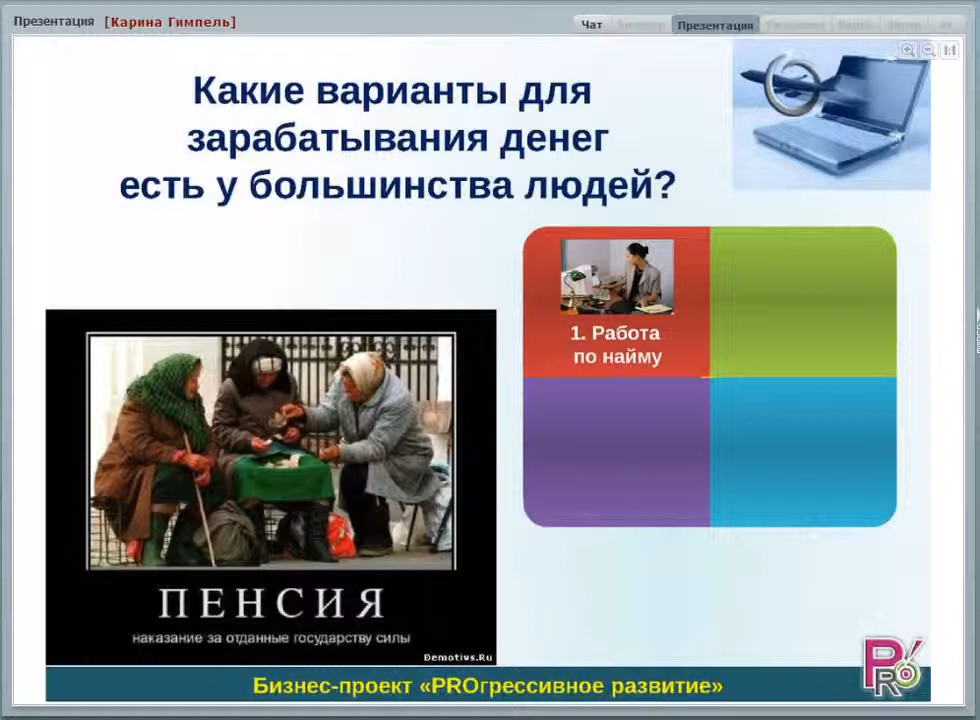 Презентация [Карина Гимпель]
Чат
Презентация
Какие варианты для
зарабатывания денег
есть у большинства людей?
1. Работа
по найму
ПЕНСИЯ
наказание за отданные государству силы
Demotivs.Ru
PRO
Бизнес-проект «PROгрессивное развитие»